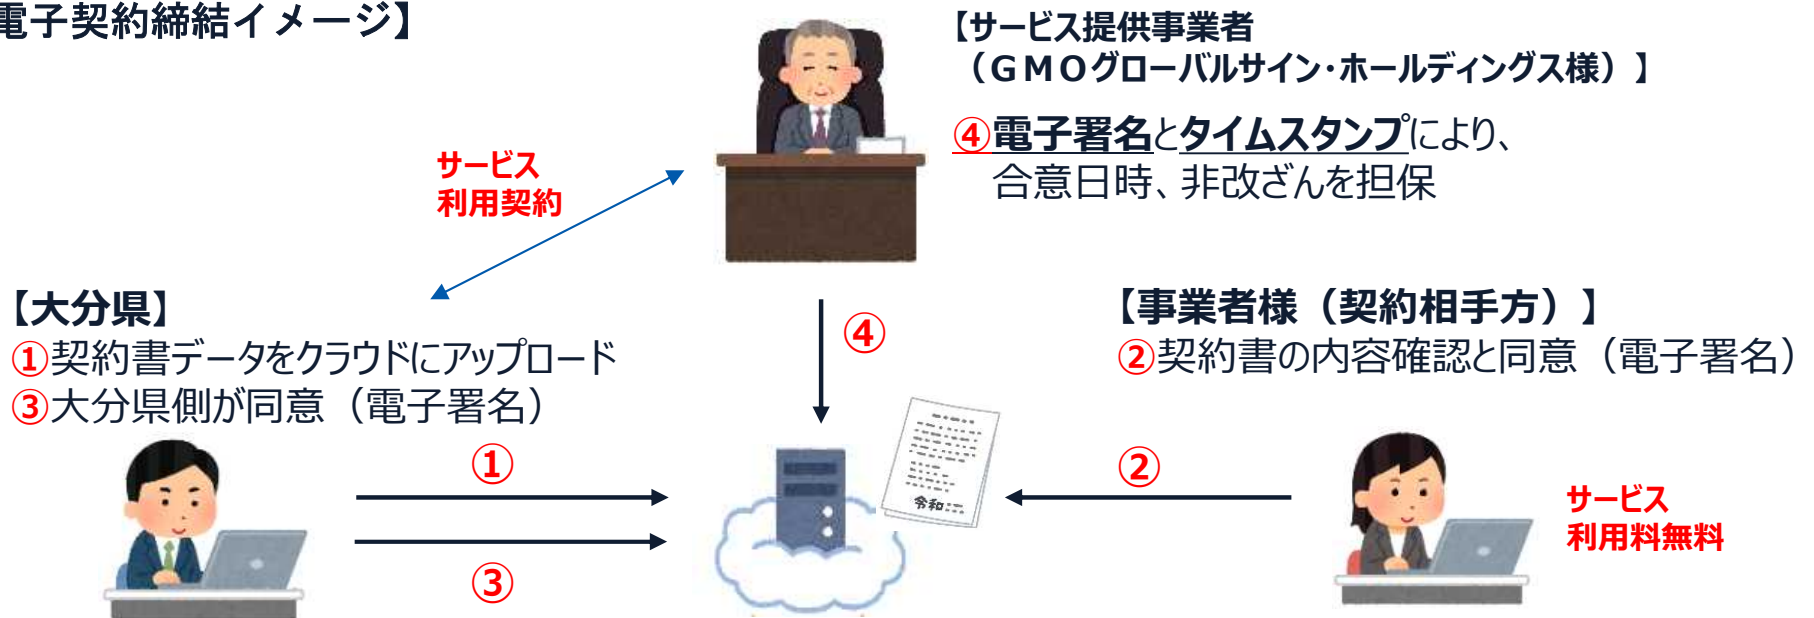 電子契約締結イメージ】
【サービス提供事業者
（ＧＭＯグローバルサイン・ホールディングス様）】
④電子署名とタイムスタンプにより、
合意日時、非改ざんを担保
サービス
利用契約
【大分県】
①契約書データをクラウドにアップロード
③大分県側が同意（電子署名）
【事業者様（契約相手方）】
②契約書の内容確認と同意（電子署名）
④
①
②
③
令和
サービス
利用料無料